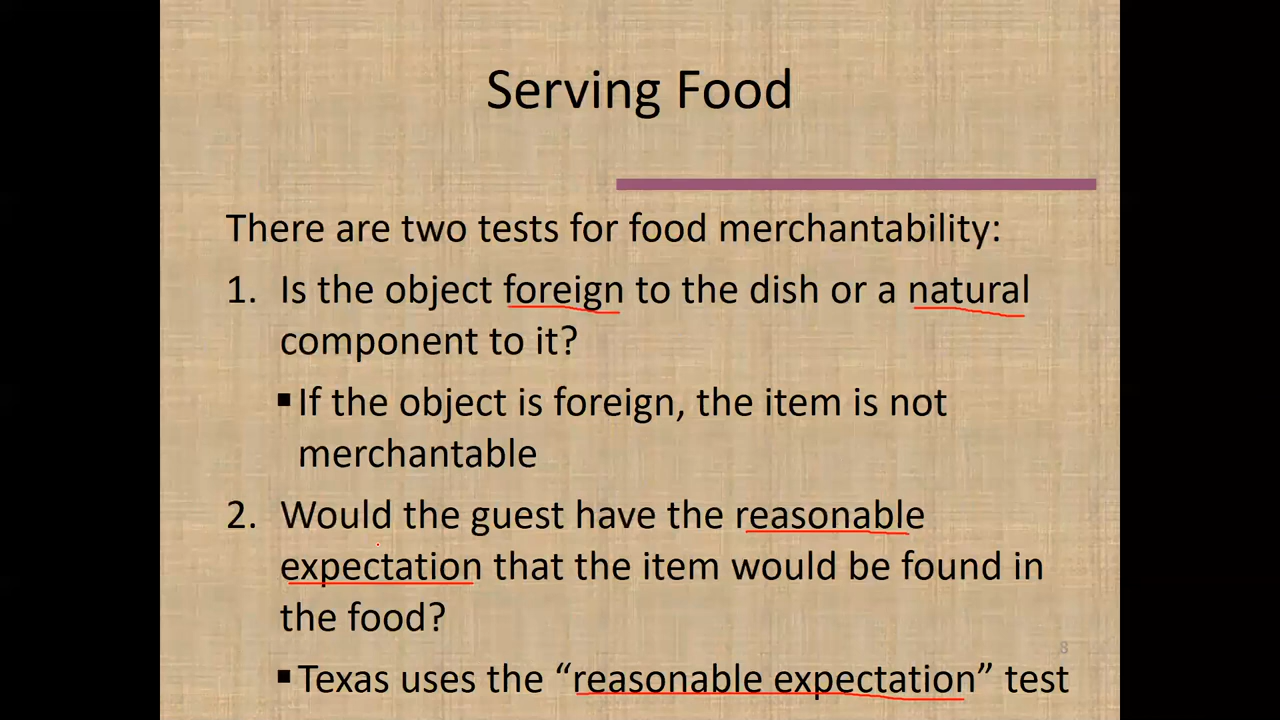 Serving Food
There are two tests for food merchantability:
1. Is the object foreign to the dish or a natural
component to it?
▪If the object is foreign, the item is not
merchantable
2. Would the guest have the reasonable
expectation that the item would be found in
the food?
8
▪Texas uses the “reasonable expectation” test